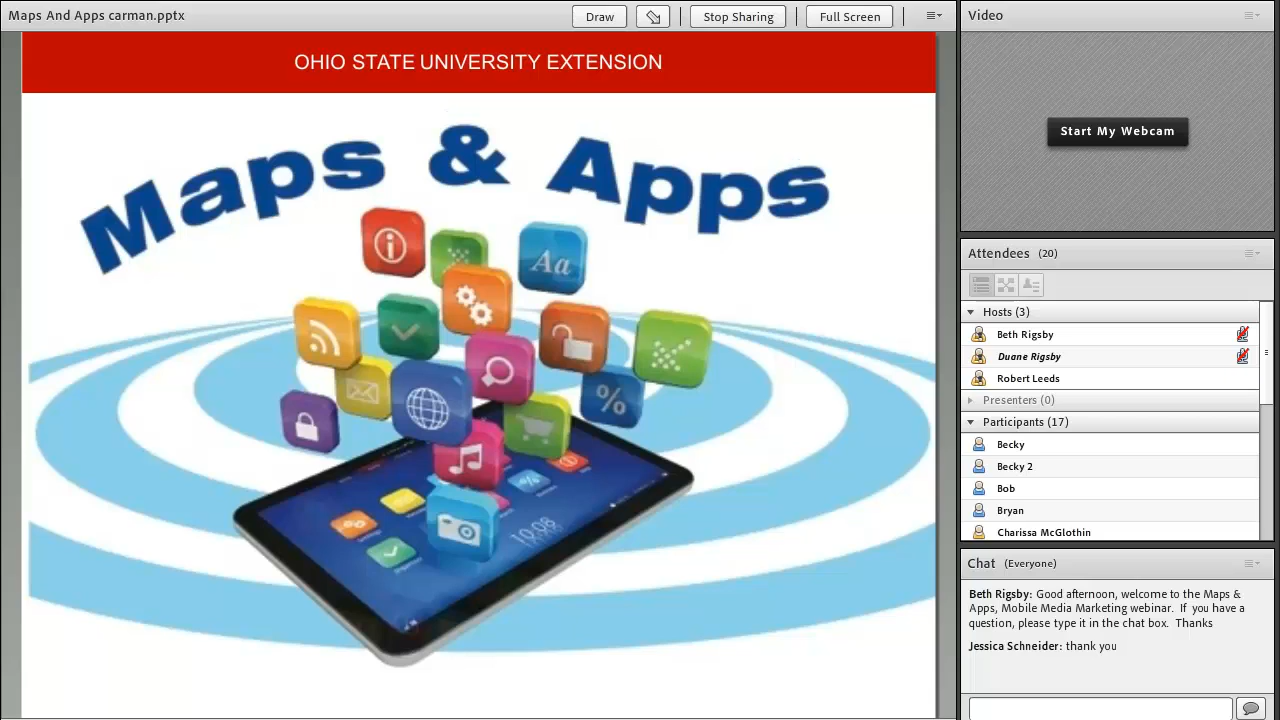 Maps And Apps carman.pptx
Draw
Stop Sharing
Full Screen
Video
OHIO STATE UNIVERSITY EXTENSION
Maps & Apps
Aa
%
10:08
Start My Webcam
Attendees (20)
Hosts (3)
Beth Rigsby
Duane Rigsby
Robert Leeds
Presenters (0)
Participants (17)
Becky
Becky 2
Bob
Bryan
Charissa McGlothin
Chat (Everyone)
Beth Rigsby: Good afternoon, welcome to the Maps &
Apps, Mobile Media Marketing webinar. If you have a
question, please type it in the chat box. Thanks
Jessica Schneider: thank you